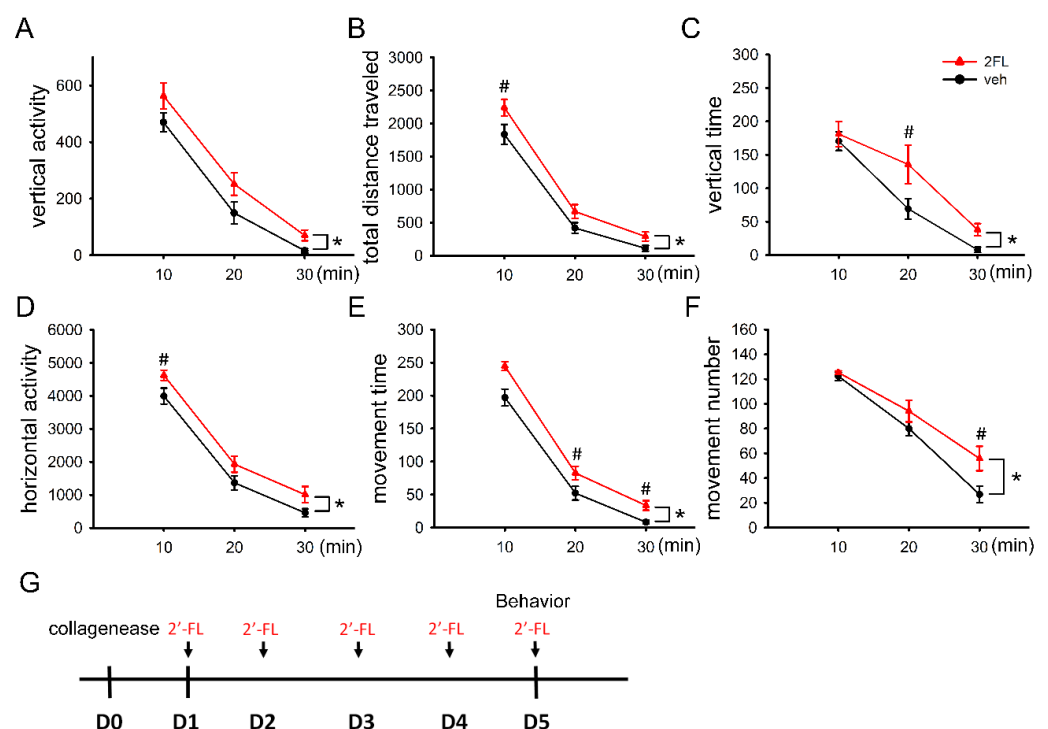 A
vertical activity
600
400
200
0
10 20 30 (min)
*
B
total distance traveled
3000
2500
2000
1500
1000
500
0
#
10 20 30 (min)
*
C
vertical time
300
250
200
150
100
50
0
2FL
veh
#
10 20 30 (min)
*
D
horizontal activity
6000
5000
4000
3000
2000
1000
0
#
10 20 30 (min)
*
E
movement time
300
250
200
150
100
50
0
# #
10 20 30 (min)
*
F
movement number
160
140
120
100
80
60
40
20
0
#
10 20 30 (min)
*
G
Behavior
collagenease 2’-FL 2’-FL 2’-FL 2’-FL 2’-FL
D0 D1 D2 D3 D4 D5